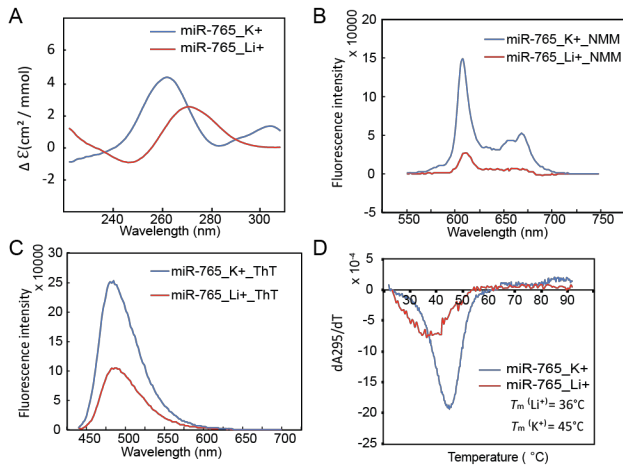 A)
miR-765_K+
miR-765_Li+
Δ Ɛ(cm² / mmol)
6
4
2
0
-2
240 260 280 300
Wavelength (nm)
B)
x 10000
miR-765_K+_NMM
miR-765_Li+_NMM
Fluorescence intensity
20
15
10
5
0
-5
-10
550 600 650 700 750
Wavelength (nm)
C)
x 10000
miR-765_K+_ThT
miR-765_Li+_ThT
Fluorescence intensity
30
25
20
15
10
5
0
400 450 500 550 600 650 700
Wavelength (nm)
D)
x 10⁻⁴
dA295/dT
5
0
-5
-10
-15
-20
-25
20 30 40 50 60 70 80 90
miR-765_K+
miR-765_Li+
Tm (Li+)= 36°C
Tm (K+)= 45°C
Temperature ( °C)